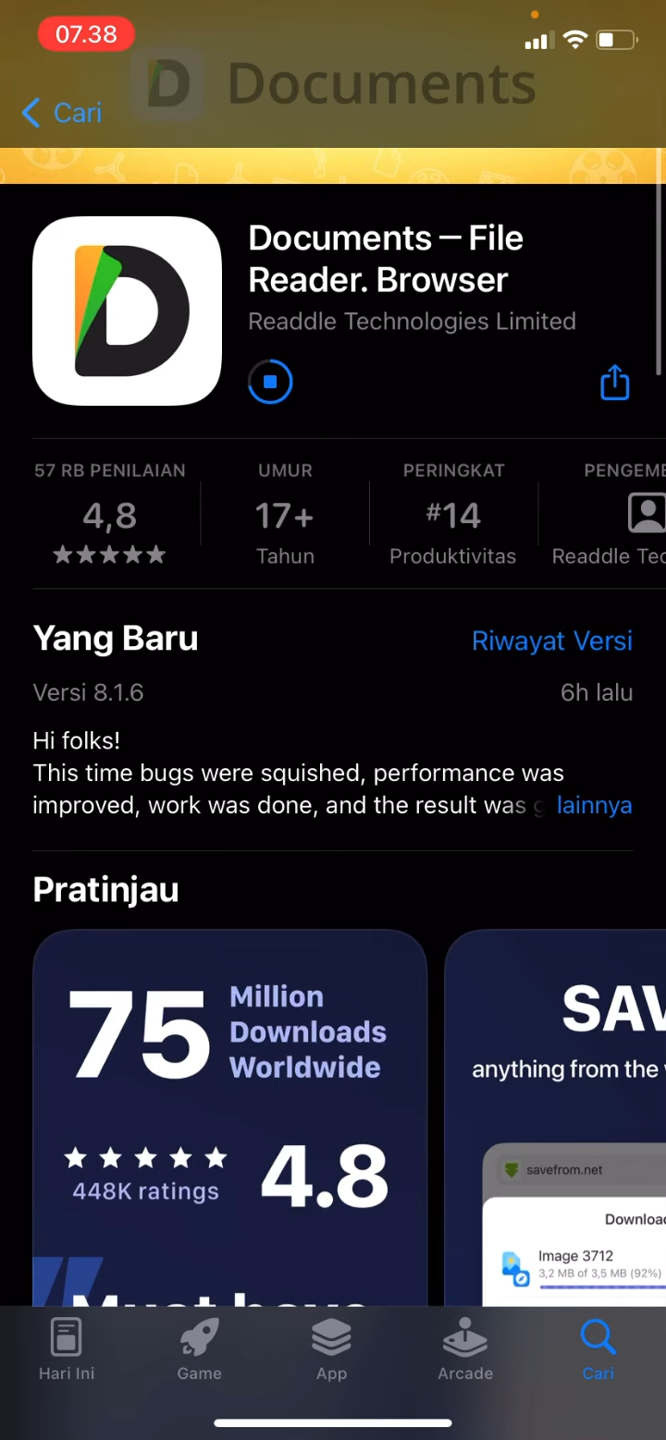 07.38
Documents
Cari
Documents – File
Reader. Browser
Readdle Technologies Limited
57 RB PENILAIAN
4,8
UMUR
17+
Tahun
PERINGKAT
#14
Produktivitas
Yang Baru
Riwayat Versi
Versi 8.1.6
6h lalu
Hi folks!
This time bugs were squished, performance was
improved, work was done, and the result was
lainnya
Pratinjau
75
Million
Downloads
Worldwide
448K ratings
4.8
Must have
anything from the
savefrom.net
Image 3712
3,2 MB of 3,5 MB (92%)
Hari Ini
Game
App
Arcade
Cari